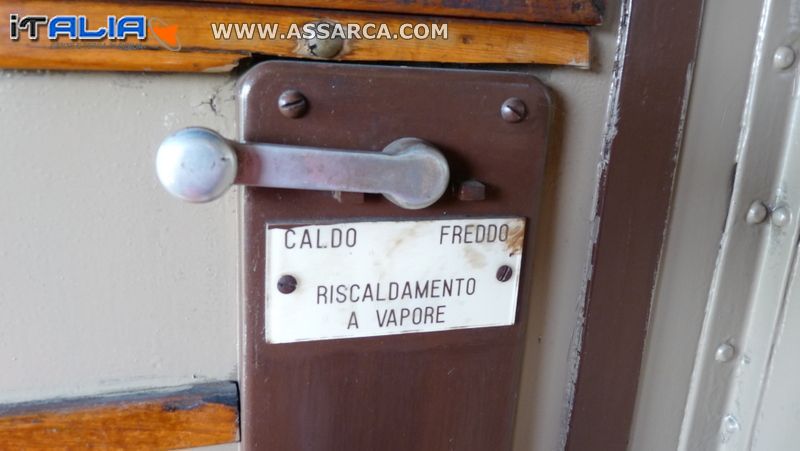 iTALIA
WWW.ASSARCA.COM
CALDO FREDDO
RISCALDAMENTO
A VAPORE